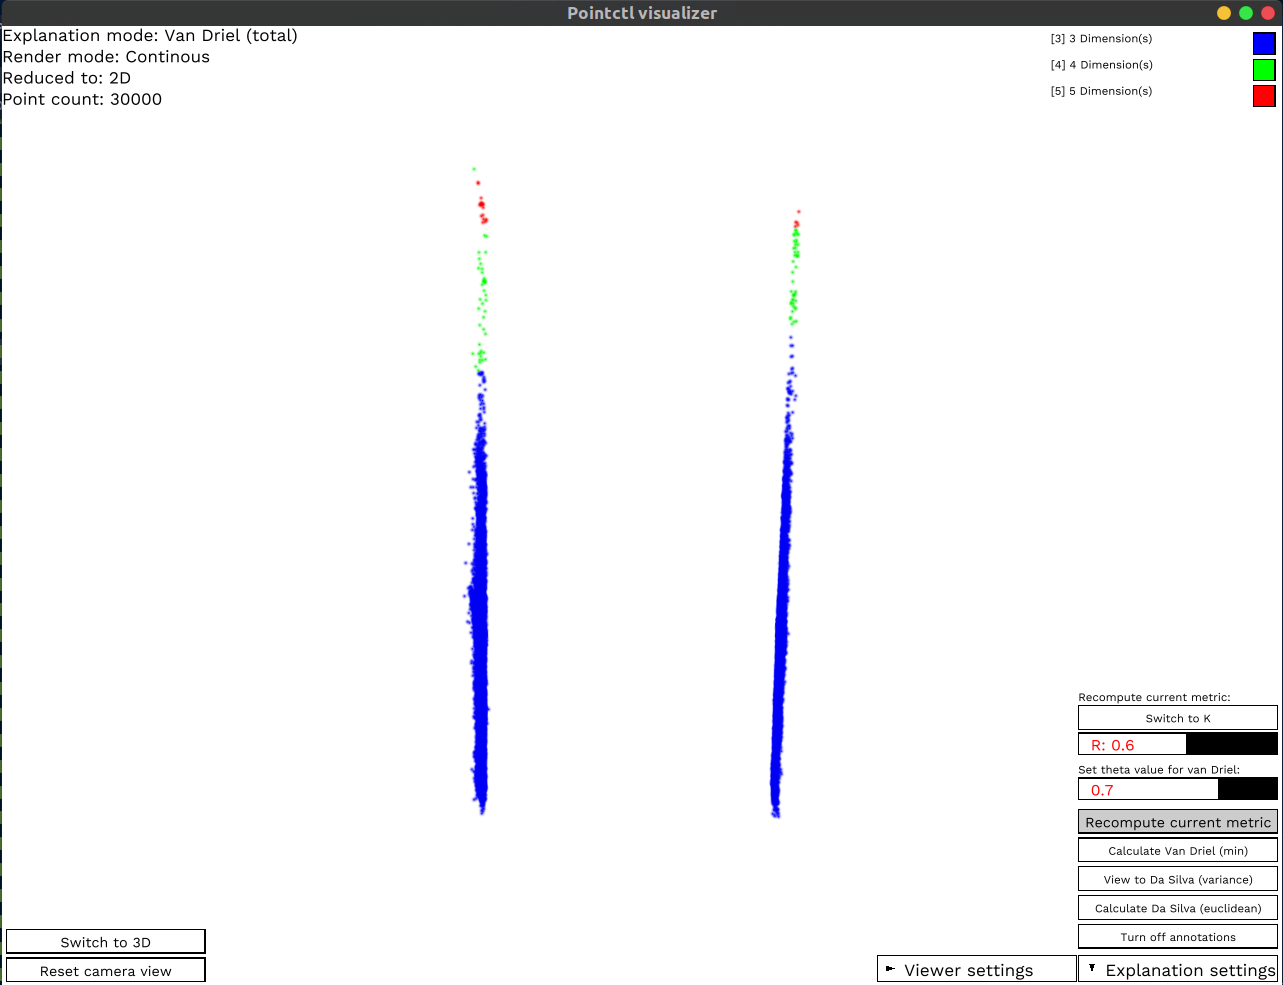 Pointctl visualizer
Explanation mode: Van Driel (total)
Render mode: Continous
Reduced to: 2D
Point count: 30000
[3] 3 Dimension(s)
[4] 4 Dimension(s)
[5] 5 Dimension(s)
Recompute current metric:
Switch to K
R: 0.6
Set theta value for van Driel:
0.7
Recompute current metric
Calculate Van Driel (min)
View to Da Silva (variance)
Calculate Da Silva (euclidean)
Turn off annotations
Switch to 3D
Reset camera view
Viewer settings
Explanation settings